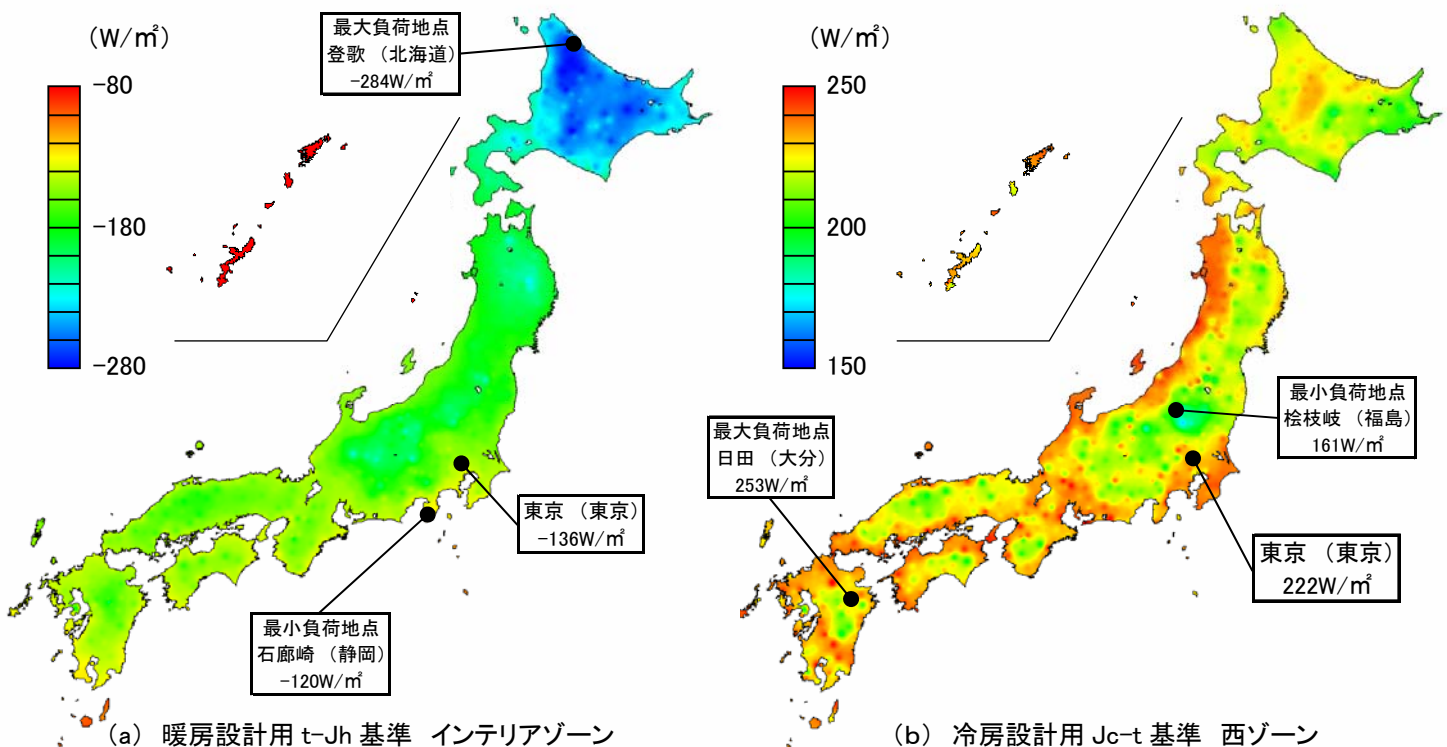 (W/㎡)
-80
-180
-280
最大負荷地点
登歌 (北海道)
-284W/㎡
東京 (東京)
-136W/㎡
最小負荷地点
石廊崎 (静岡)
-120W/㎡
(a) 暖房設計用 t-Jh 基準 インテリアゾーン
(W/㎡)
250
200
150
最小負荷地点
桧枝岐 (福島)
161W/㎡
最大負荷地点
日田 (大分)
253W/㎡
東京 (東京)
222W/㎡
(b) 冷房設計用 Jc-t 基準 西ゾーン